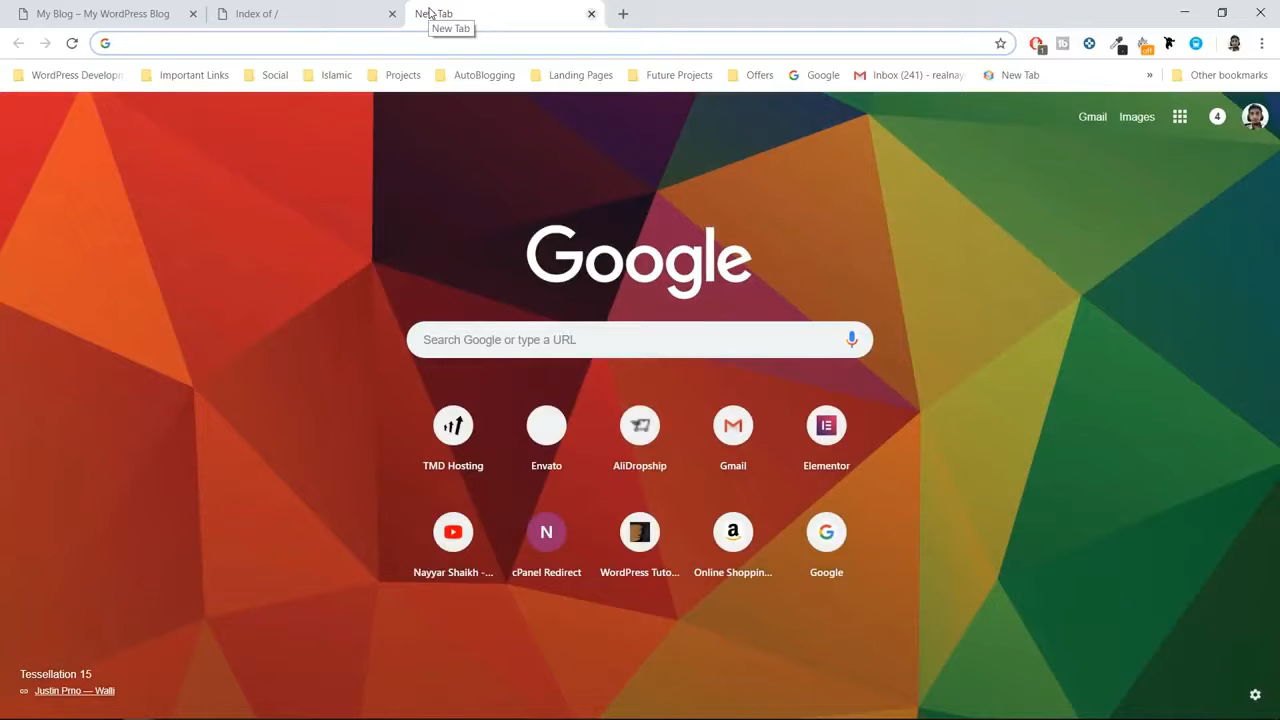 My Blog – My WordPress Blog
Index of /
New Tab
New Tab
WordPress Develop
Important Links
Social
Islamic
Projects
AutoBlogging
Landing Pages
Future Projects
Offers
Google
Inbox (241) - realnay
New Tab
»
Other bookmarks
1
off
Gmail
Images
4
Google
Search Google or type a URL
TMD Hosting
Envato
AliDropship
Gmail
Elementor
N
a
Nayyar Shaikh -...
cPanel Redirect
WordPress Tuto...
Online Shoppin...
Google
Tessellation 15
Justin Prno — Walli